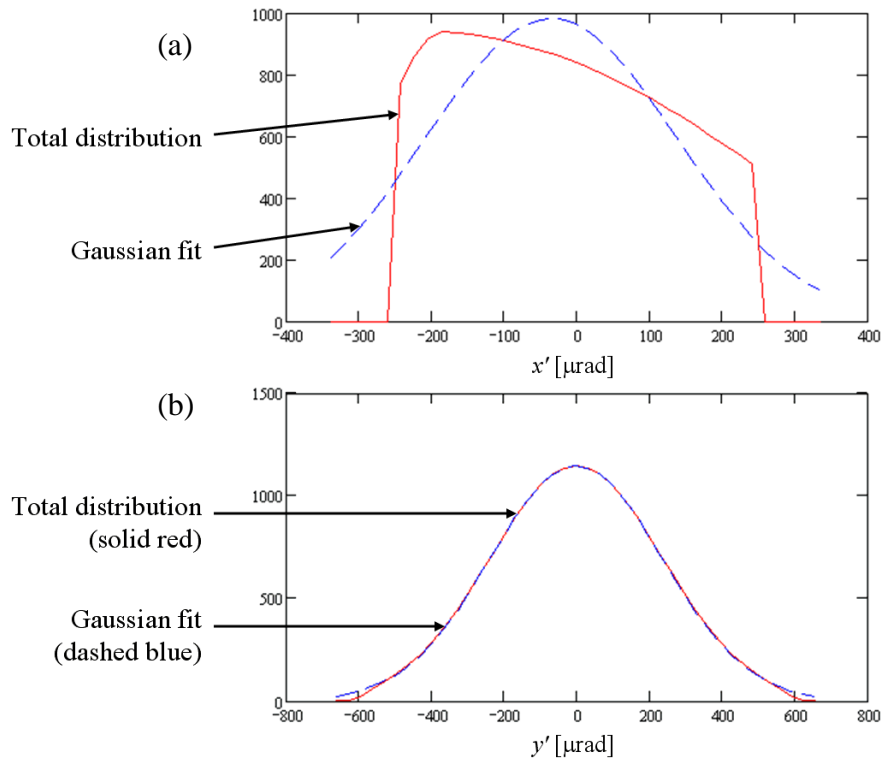 (a)
1000
800
600
400
200
0
Total distribution
Gaussian fit
−400 −300 −200 −100 0 100 200 300 400
x′ [μrad]
(b)
1500
1000
500
0
Total distribution
(solid red)
Gaussian fit
(dashed blue)
−800 −600 −400 −200 0 200 400 600 800
y′ [μrad]